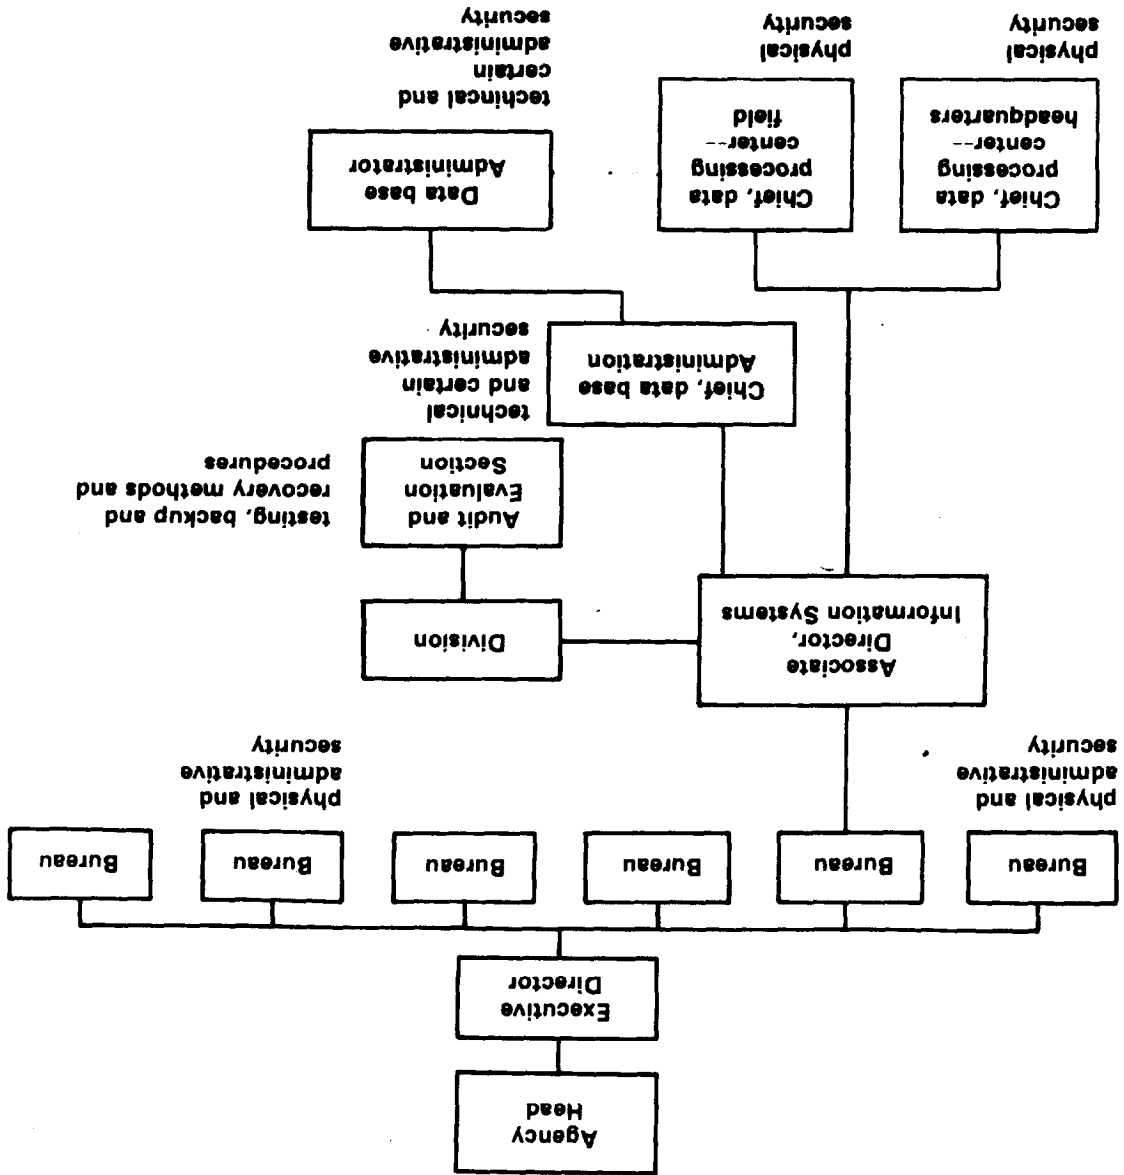 Agency
Head
Executive
Director
Bureau
Bureau
Bureau
Bureau
Bureau
Bureau
physical and
administrative
security
physical and
administrative
security
Associate
Director,
Information Systems
Division
Audit and
Evaluation
Section
testing, backup and
recovery methods and
procedures
Chief, data base
Administration
technical
and certain
administrative
security
Chief, data
processing
center--
headquarters
physical
security
Chief, data
processing
center--
field
physical
security
Data base
Administrator
techincal and
certain
administrative
security